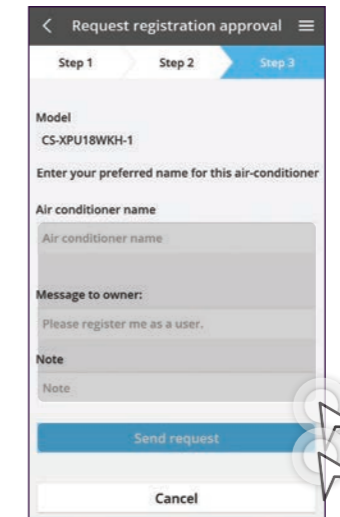 Request registration approval
Step 1 Step 2 Step 3
Model
CS-XPU18WKH-1
Enter your preferred name for this air-conditioner
Air conditioner name
Air conditioner name
Message to owner:
Please register me as a user.
Note
Note
Send request
Cancel